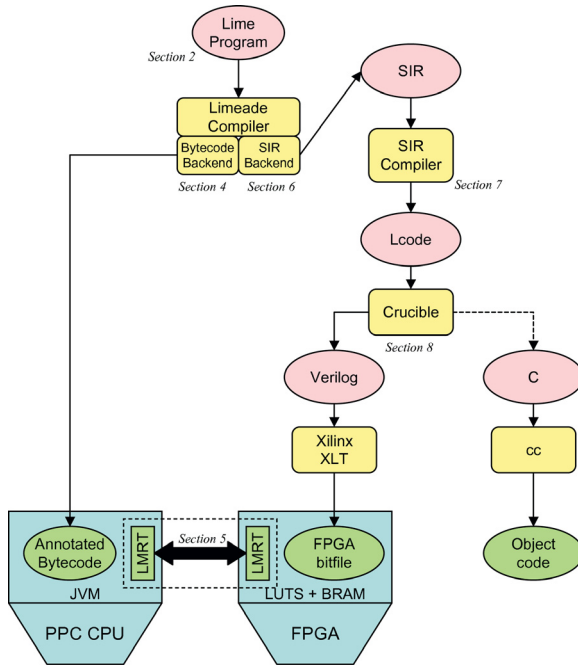 Lime
Program
Section 2
SIR
Limeade
Compiler
Bytecode
Backend
SIR
Backend
Section 4
Section 6
SIR
Compiler
Section 7
Lcode
Crucible
Section 8
Verilog
C
Xilinx
XLT
cc
Annotated
Bytecode
LMRT
Section 5
LMRT
FPGA
bitfile
Object
code
JVM
LUTS + BRAM
PPC CPU
FPGA